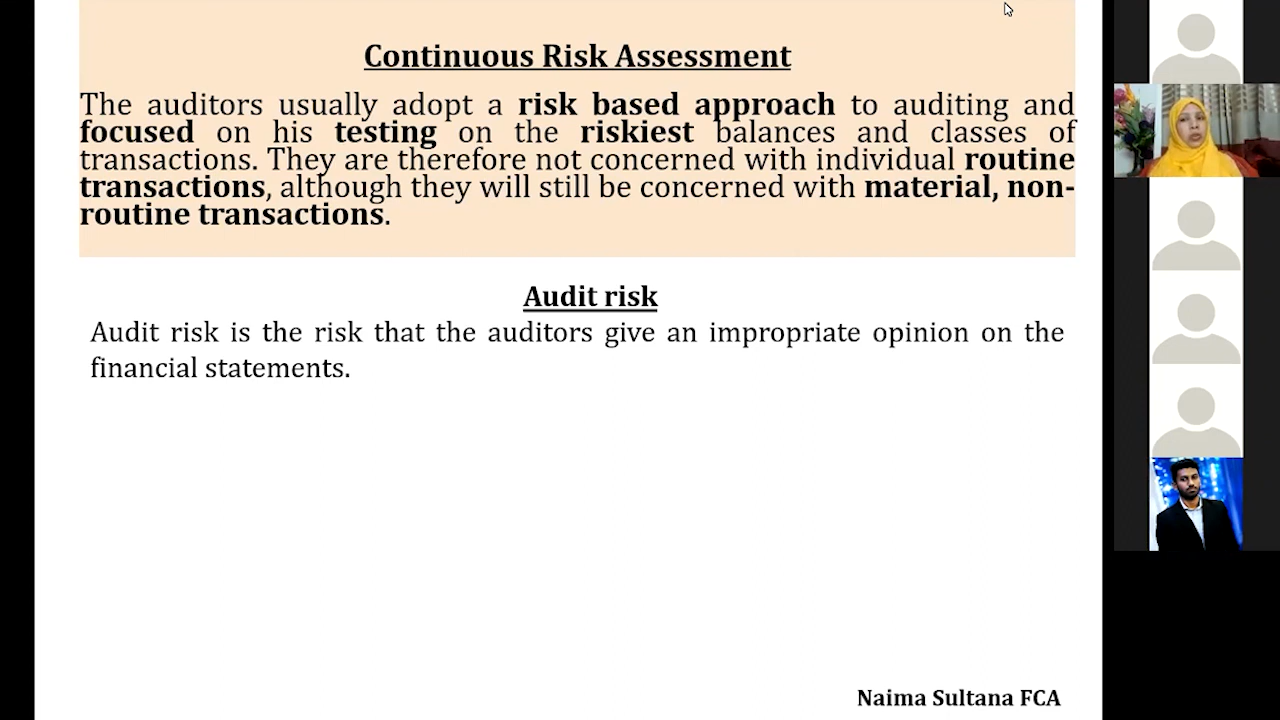 Continuous Risk Assessment
The auditors usually adopt a risk based approach to auditing and
focused on his testing on the riskiest balances and classes of
transactions. They are therefore not concerned with individual routine
transactions, although they will still be concerned with material, non-
routine transactions.
Audit risk
Audit risk is the risk that the auditors give an impropriate opinion on the
financial statements.
Naima Sultana FCA